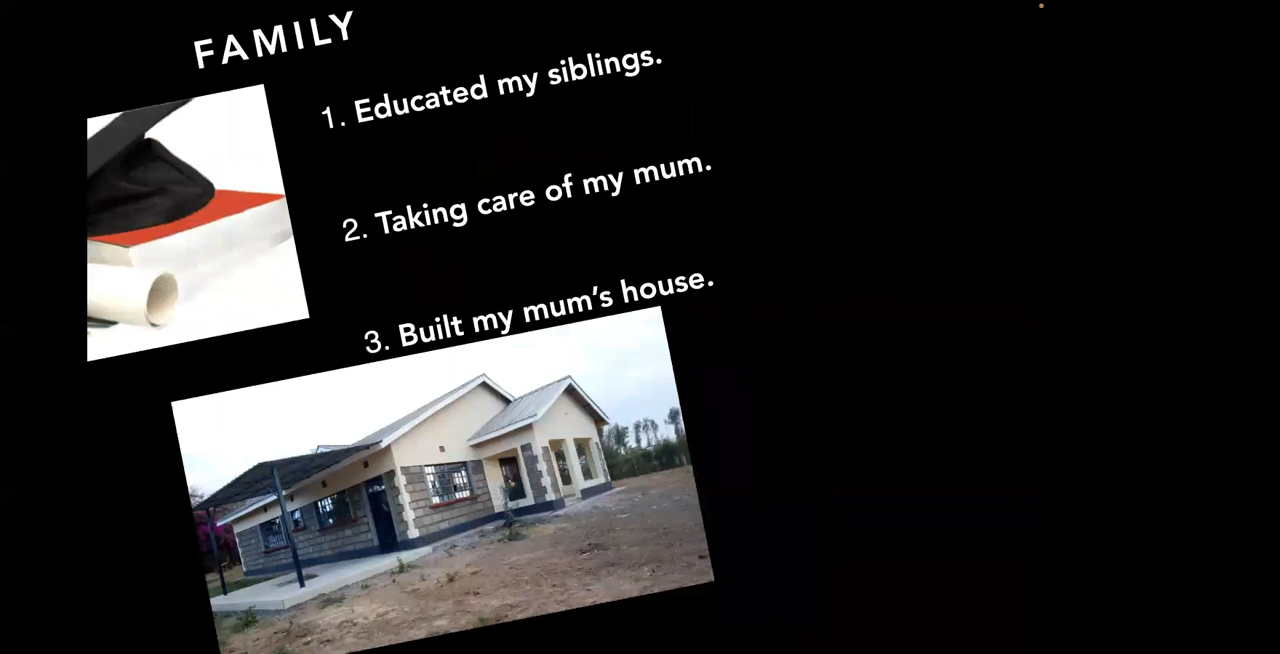 FAMILY
1. Educated my siblings.
2. Taking care of my mum.
3. Built my mum’s house.